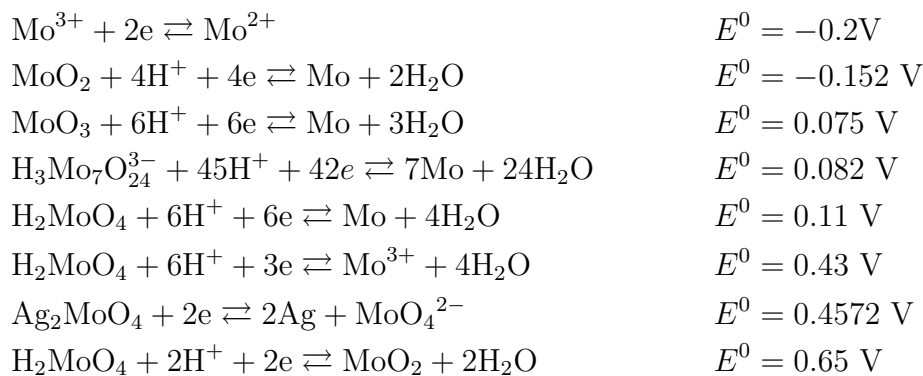 Mo³⁺ + 2e ⇄ Mo²⁺ E⁰ = −0.2V
MoO₂ + 4H⁺ + 4e ⇄ Mo + 2H₂O E⁰ = −0.152 V
MoO₃ + 6H⁺ + 6e ⇄ Mo + 3H₂O E⁰ = 0.075 V
H₃Mo₇O₂₄³⁻ + 45H⁺ + 42e ⇄ 7Mo + 24H₂O E⁰ = 0.082 V
H₂MoO₄ + 6H⁺ + 6e ⇄ Mo + 4H₂O E⁰ = 0.11 V
H₂MoO₄ + 6H⁺ + 3e ⇄ Mo³⁺ + 4H₂O E⁰ = 0.43 V
Ag₂MoO₄ + 2e ⇄ 2Ag + MoO₄²⁻ E⁰ = 0.4572 V
H₂MoO₄ + 2H⁺ + 2e ⇄ MoO₂ + 2H₂O E⁰ = 0.65 V